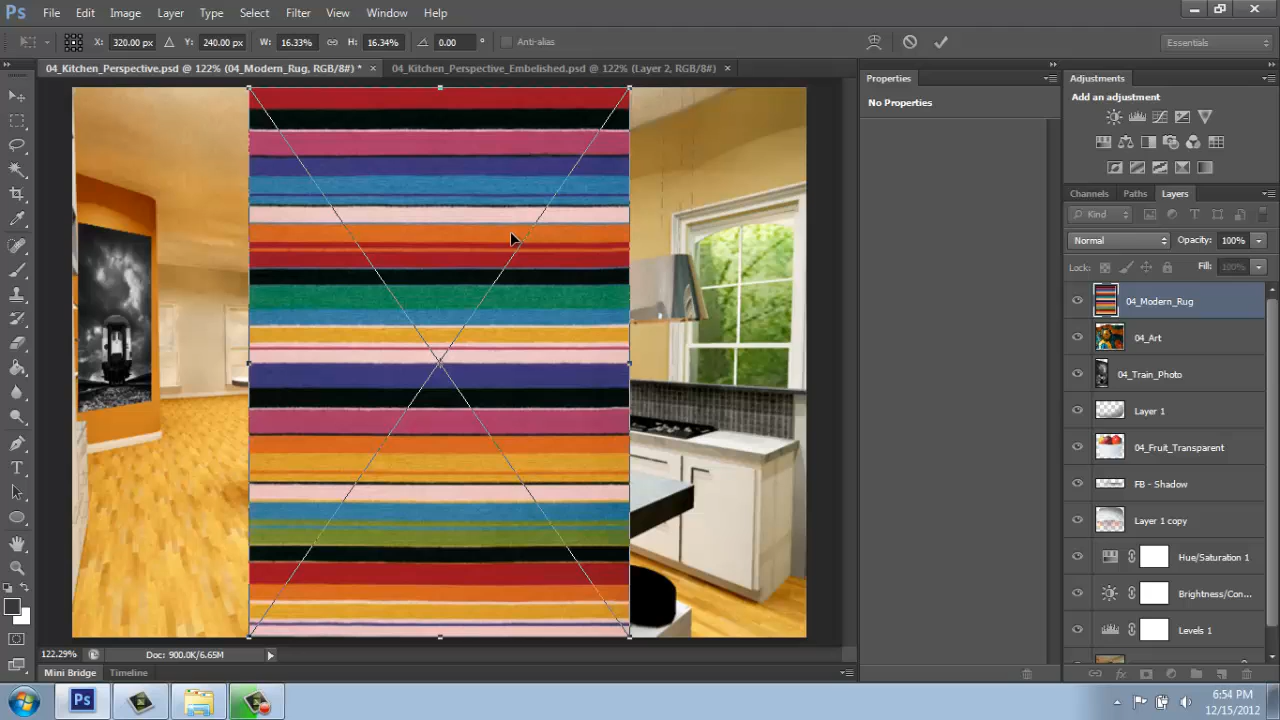 Ps File Edit Image Layer Type Select Filter View Window Help
X: 320.00 px Y: 240.00 px W: 16.33% H: 16.34% 0.00 ° Anti-alias Essentials
04_Kitchen_Perspective.psd @ 122% (04_Modern_Rug, RGB/8#) * × 04_Kitchen_Perspective_Embelished.psd @ 122% (Layer 2, RGB/8#) ×
Properties
No Properties
Adjustments
Add an adjustment
Channels Paths Layers
Kind
Normal Opacity: 100%
Lock: Fill: 100%
04_Modern_Rug
04_Art
04_Train_Photo
Layer 1
04_Fruit_Transparent
FB - Shadow
Layer 1 copy
Hue/Saturation 1
Brightness/Con...
Levels 1
122.29% Doc: 900.0K/6.65M
Mini Bridge Timeline
Ps
6:54 PM
12/15/2012